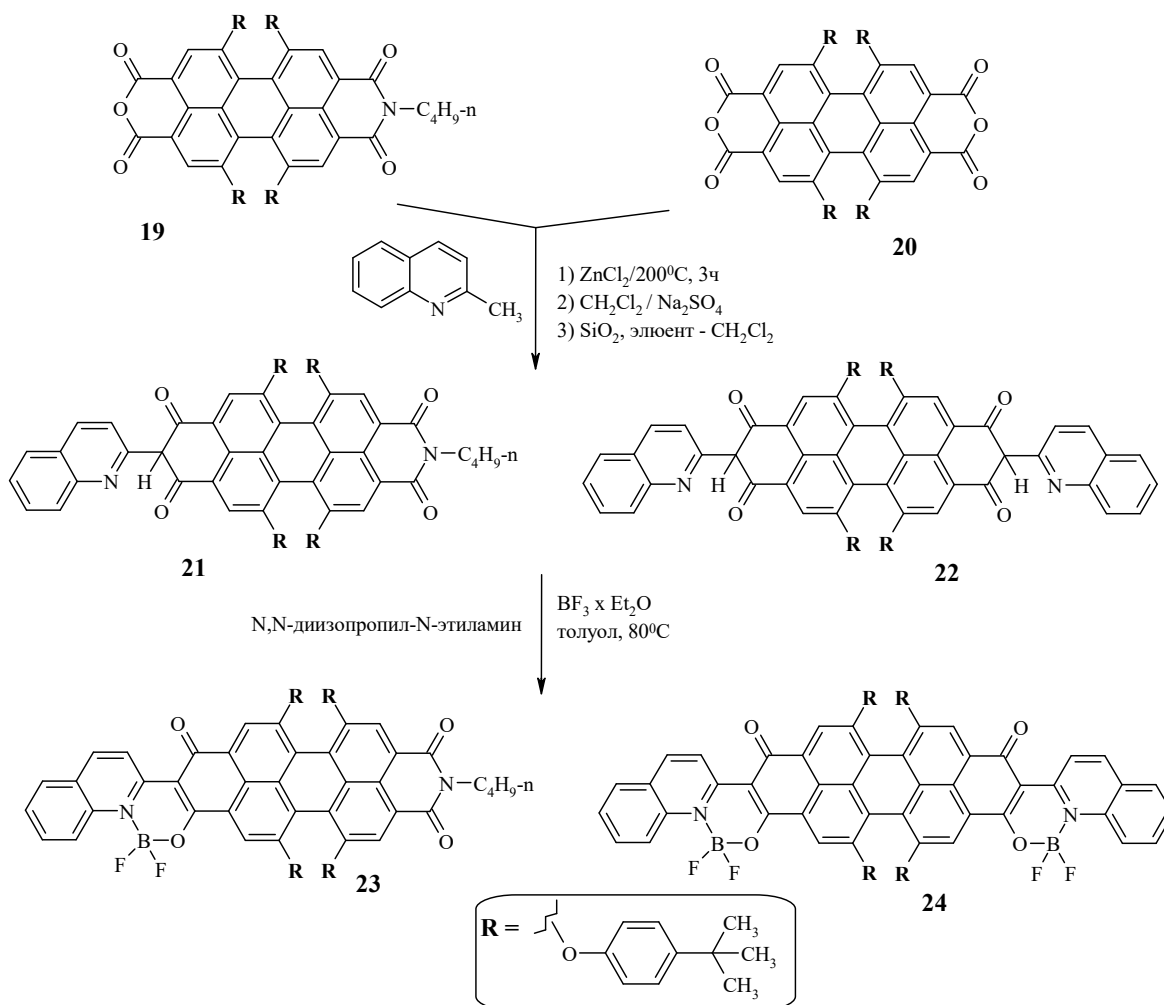 R R
O O
O N C₄H₉-n
O O
R R
19
R R
O O
O O
O O
R R
20
N CH₃
1) ZnCl₂/200⁰C, 3ч
2) CH₂Cl₂ / Na₂SO₄
3) SiO₂, элюент - CH₂Cl₂
R R
O O
N H N C₄H₉-n
O O
R R
21
R R
O O
N H H N
O O
R R
22
N,N-диизопропил-N-этиламин
BF₃ x Et₂O
толуол, 80⁰C
R R
O O
N N C₄H₉-n
B O O
F F
R R
23
R R
O O
N N
B O O B
F F F F
R R
24
R = O CH₃
CH₃
CH₃